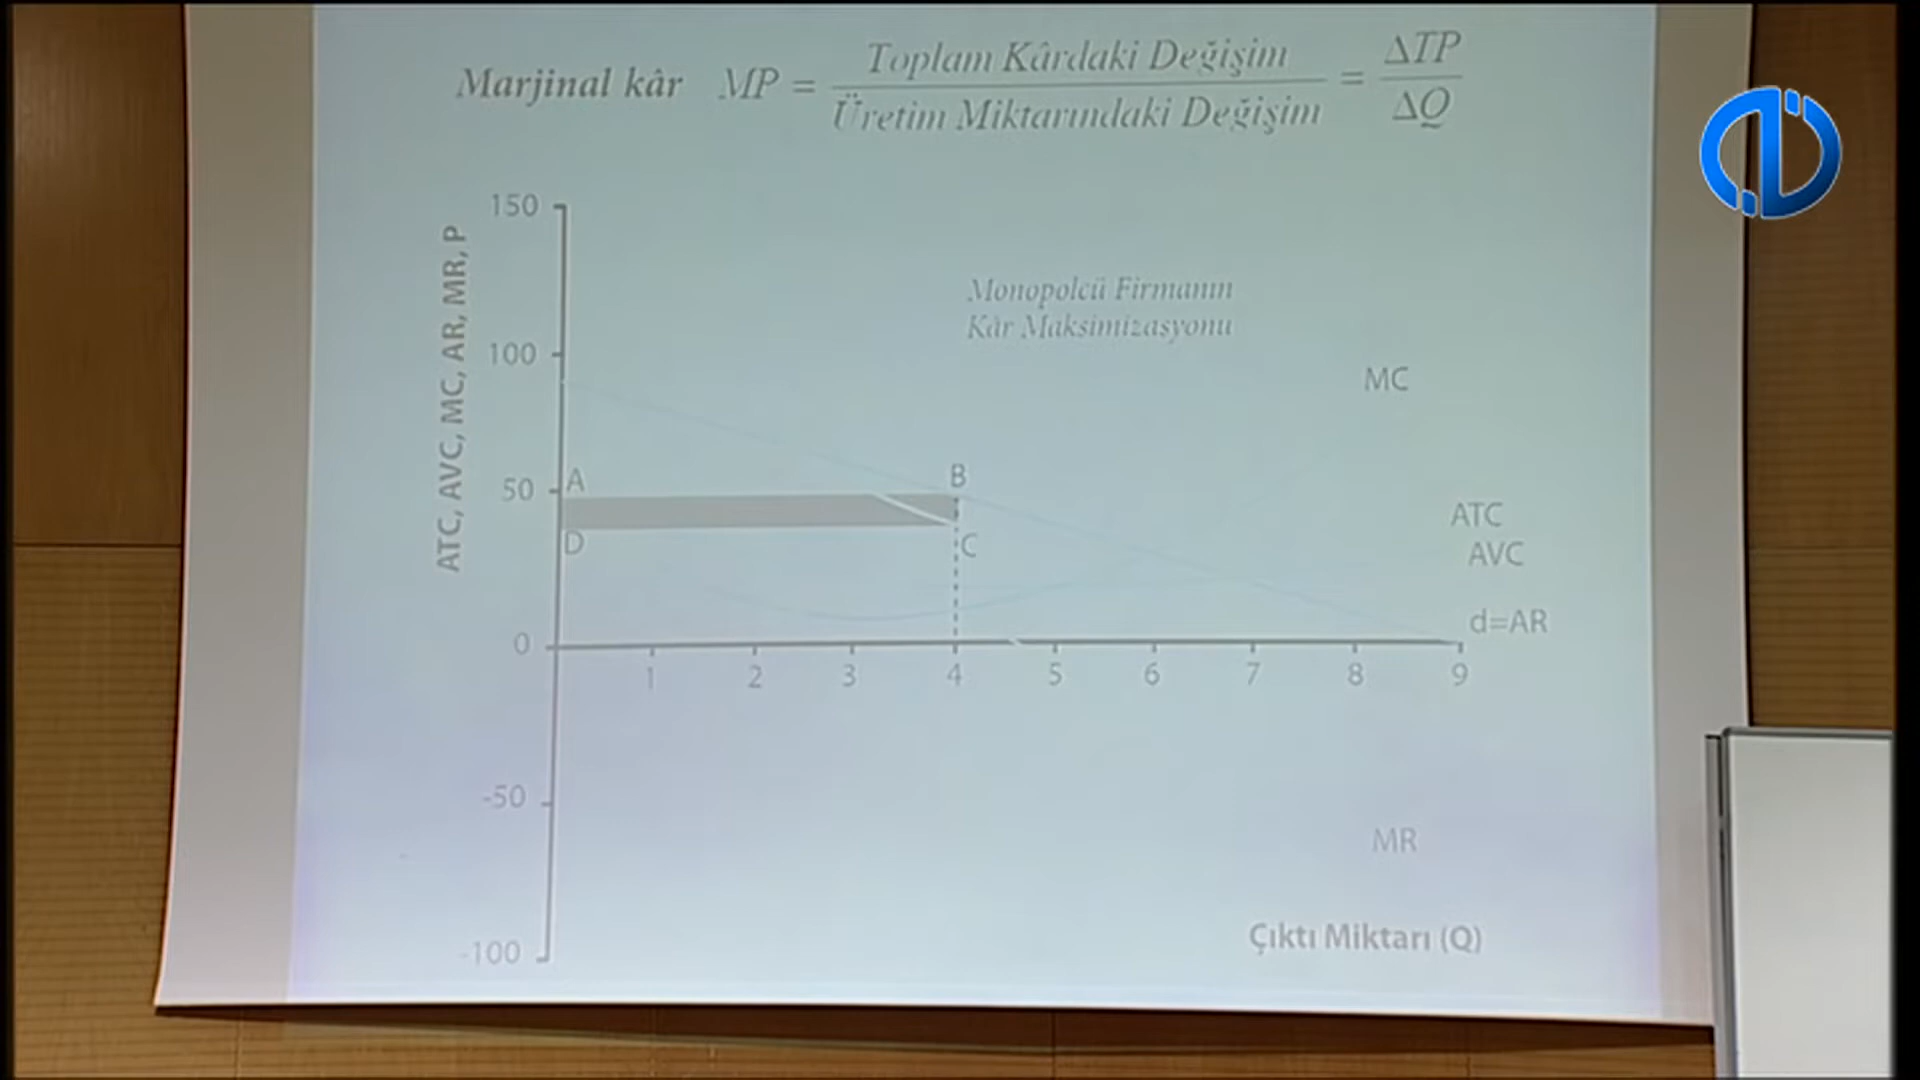 Marjinal kâr MP = Toplam Kârdaki Değişim / Üretim Miktarındaki Değişim = ΔTP / ΔQ
ATC, AVC, MC, AR, MR, P
150
100
50
0
-50
-100
Monopolcü Firmanın
Kâr Maksimizasyonu
MC
A
B
D
C
ATC
AVC
d=AR
1 2 3 4 5 6 7 8 9
MR
Çıktı Miktarı (Q)